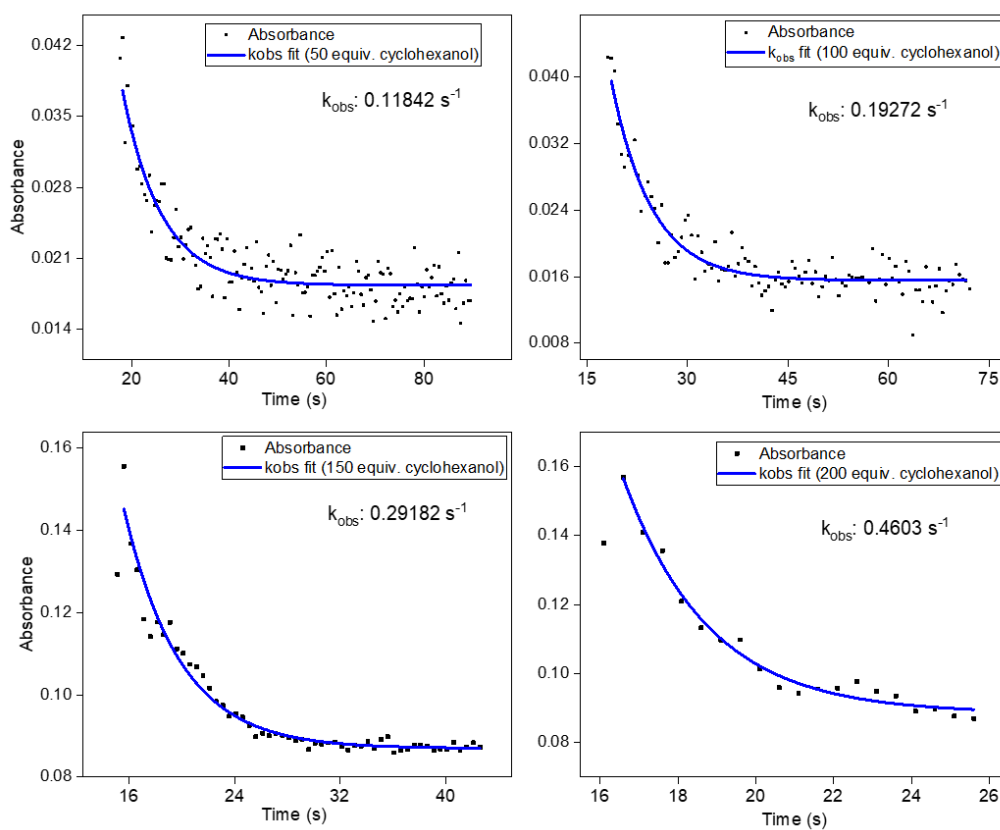 Absorbance
kobs fit (50 equiv. cyclohexanol)
kobs: 0.11842 s-1
0.042
0.035
0.028
0.021
0.014
Absorbance
20
40
60
80
Time (s)
Absorbance
kobs fit (100 equiv. cyclohexanol)
kobs: 0.19272 s-1
0.040
0.032
0.024
0.016
0.008
15
30
45
60
75
Time (s)
Absorbance
kobs fit (150 equiv. cyclohexanol)
kobs: 0.29182 s-1
0.16
0.14
0.12
0.10
0.08
Absorbance
16
24
32
40
Time (s)
Absorbance
kobs fit (200 equiv. cyclohexanol)
kobs: 0.4603 s-1
0.16
0.14
0.12
0.10
0.08
16
18
20
22
24
26
Time (s)